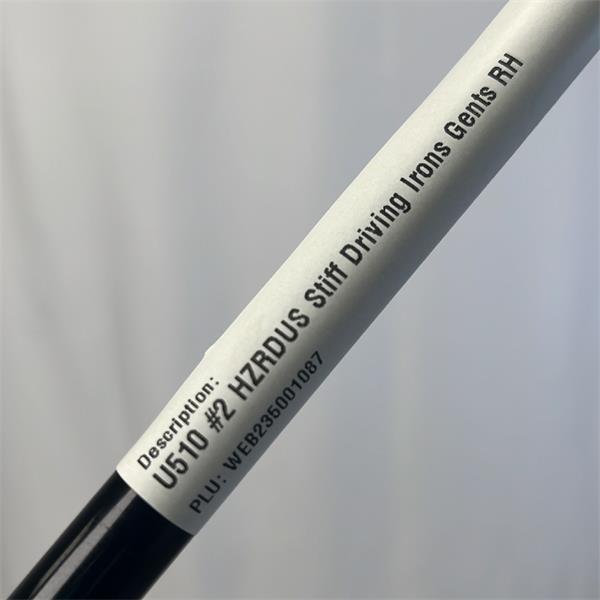 Description:
U510 #2 HZRDUS Stiff Driving Irons Gents RH
PLU: WEB235001087